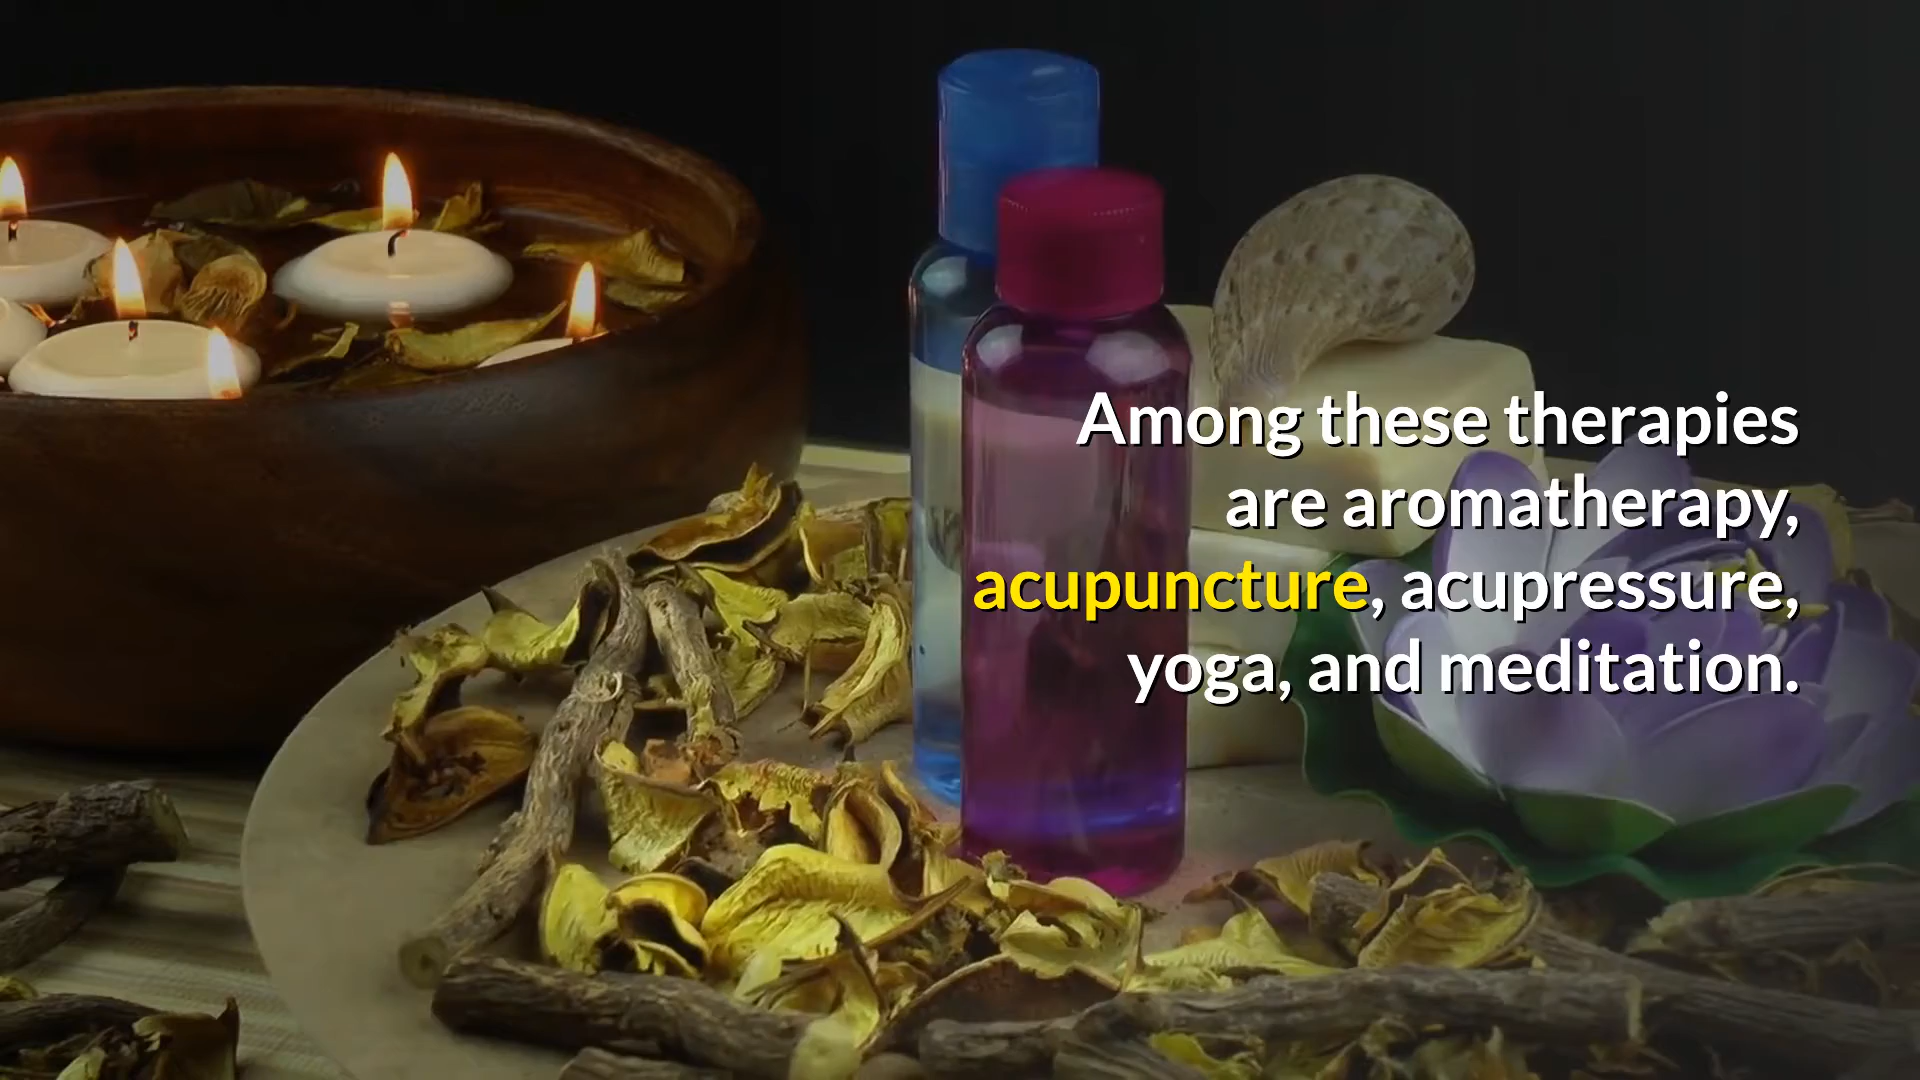 Among these therapies
are aromatherapy,
acupuncture, acupressure,
yoga, and meditation.